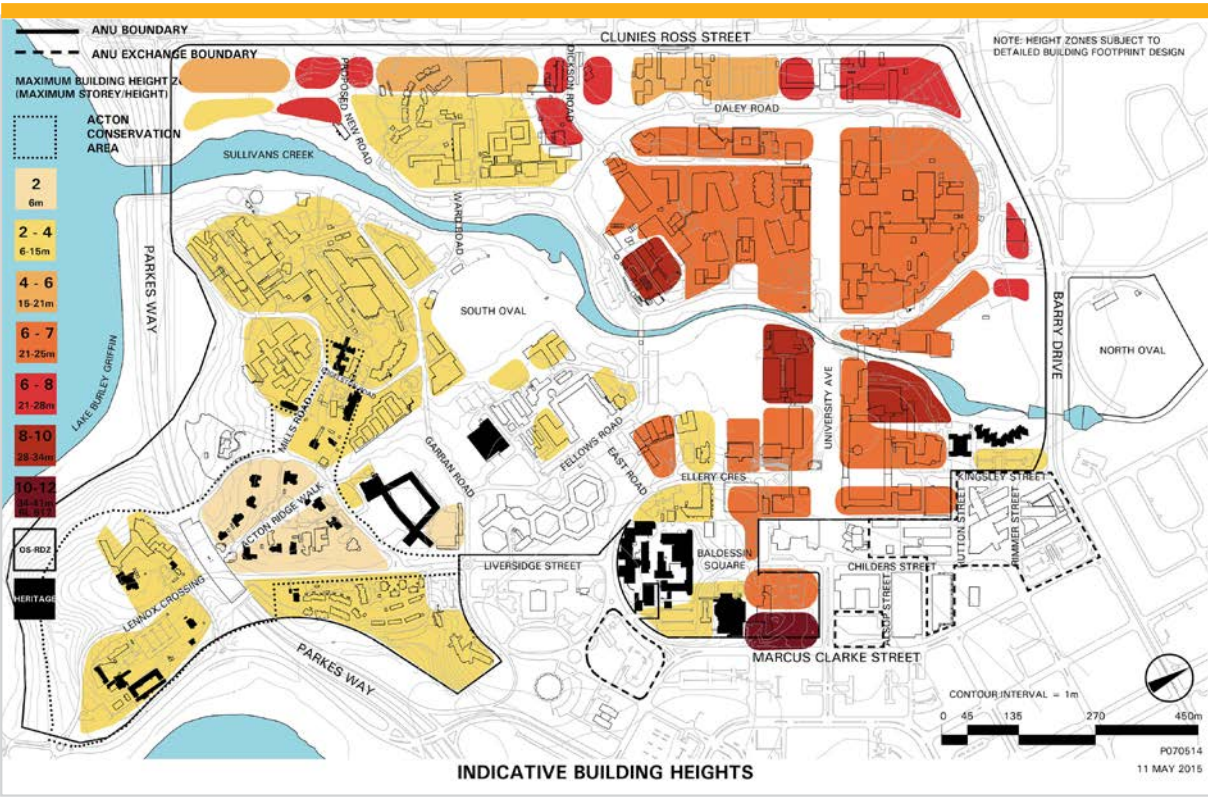 ANU BOUNDARY
ANU EXCHANGE BOUNDARY
MAXIMUM BUILDING HEIGHT
(MAXIMUM STOREY/HEIGHT)
ACTON
CONSERVATION
AREA
2
6m
2 - 4
6-15m
4 - 6
15-21m
6 - 7
21-25m
6 - 8
21-28m
8-10
28-34m
10-12
34-41m
OS-RDZ
HERITAGE
CLUNIES ROSS STREET
NOTE: HEIGHT ZONES SUBJECT TO
DETAILED BUILDING FOOTPRINT DESIGN
PROPOSED NEW ROAD
DICKSON ROAD
DALEY ROAD
SULLIVANS CREEK
WARD ROAD
PARKES WAY
SOUTH OVAL
BARRY DRIVE
NORTH OVAL
LAKE BURLEY GRIFFIN
UNIVERSITY AVE
MILLS ROAD
GARRAN ROAD
FELLOWS ROAD
EAST ROAD
ELLERY CRES
KINGSLEY STREET
ACTON RIDGE WALK
HUTTON STREET
RIMMER STREET
BALDESSIN
SQUARE
LIVERSIDGE STREET
CHILDERS STREET
LENNOX CROSSING
ALSOP STREET
PARKES WAY
MARCUS CLARKE STREET
CONTOUR INTERVAL = 1m
0 45 135 270 450m
P070514
11 MAY 2015
INDICATIVE BUILDING HEIGHTS